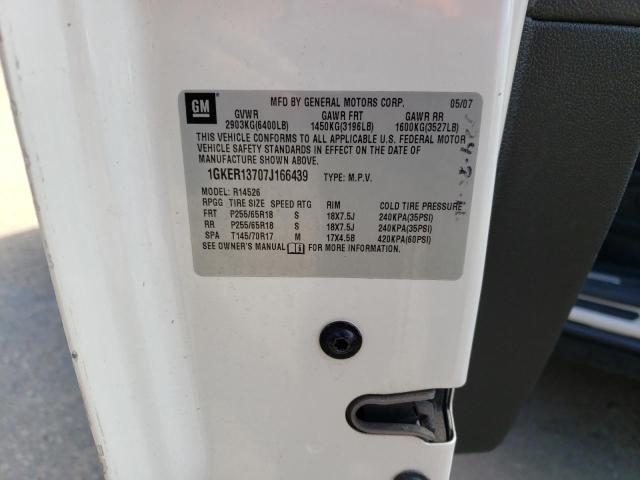 GM MFD BY GENERAL MOTORS CORP. 05/07
GVWR GAWR FRT GAWR RR
2903KG(6400LB) 1450KG(3196LB) 1600KG(3527LB)
THIS VEHICLE CONFORMS TO ALL APPLICABLE U.S. FEDERAL MOTOR
VEHICLE SAFETY STANDARDS IN EFFECT ON THE DATE OF
MANUFACTURE SHOWN ABOVE.
1GKER13707J166439 TYPE: M.P.V.
MODEL: R14526
RPGG TIRE SIZE SPEED RTG RIM COLD TIRE PRESSURE
FRT P255/65R18 S 18X7.5J 240KPA(35PSI)
RR P255/65R18 S 18X7.5J 240KPA(35PSI)
SPA T145/70R17 M 17X4.5B 420KPA(60PSI)
SEE OWNER'S MANUAL FOR MORE INFORMATION.